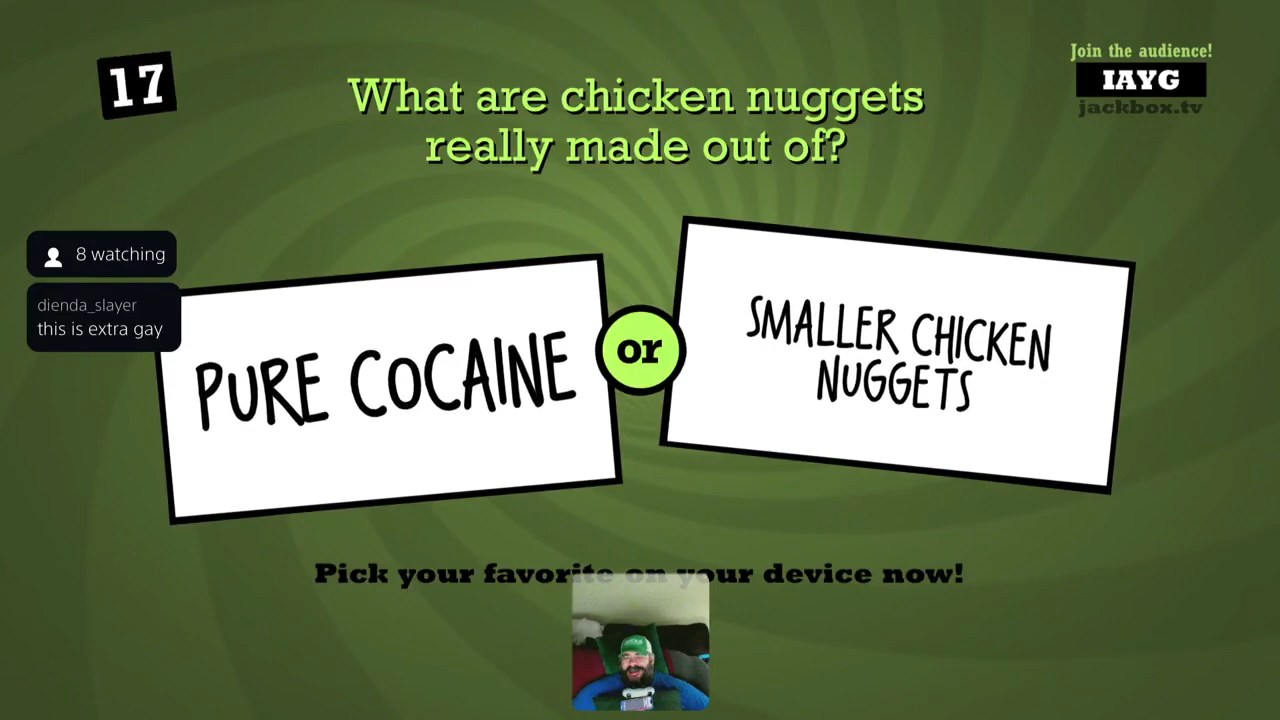 17
What are chicken nuggets
really made out of?
Join the audience!
IAYG
jackbox.tv
8 watching
dienda_slayer
this is extra gay
PURE COCAINE
or
SMALLER CHICKEN
NUGGETS
Pick your favorite on your device now!